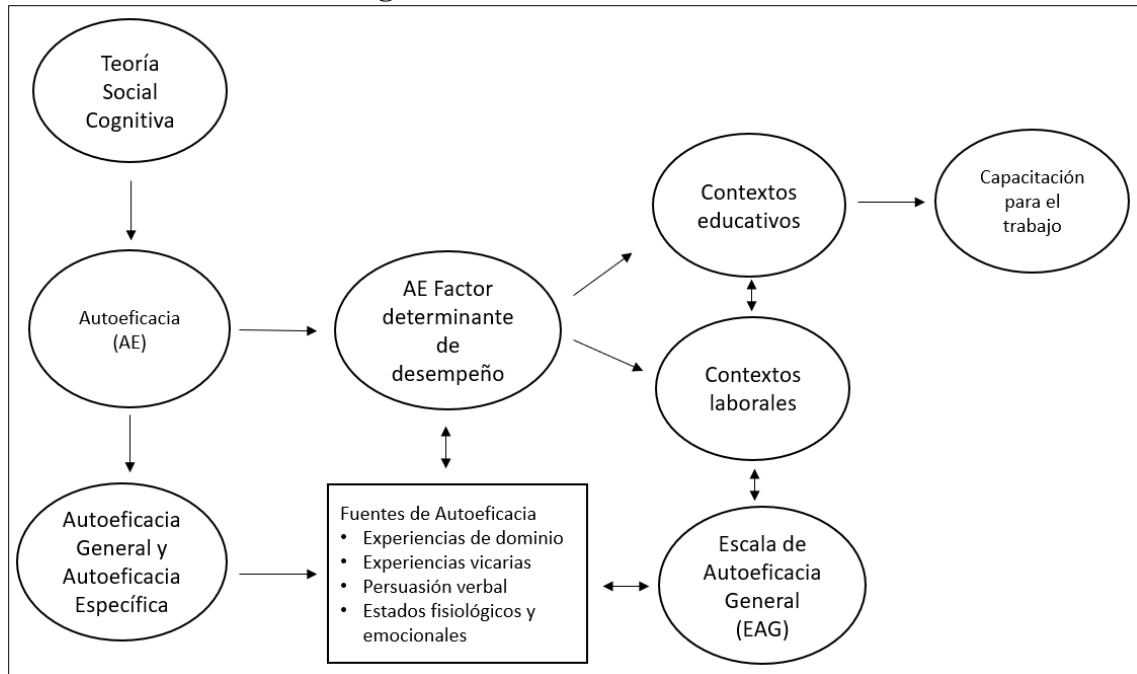 Teoría
Social
Cognitiva
Autoeficacia
(AE)
Autoeficacia
General y
Autoeficacia
Específica
AE Factor
determinante
de
desempeño
Fuentes de Autoeficacia
• Experiencias de dominio
• Experiencias vicarias
• Persuasión verbal
• Estados fisiológicos y
emocionales
Contextos
educativos
Contextos
laborales
Escala de
Autoeficacia
General
(EAG)
Capacitación
para el
trabajo